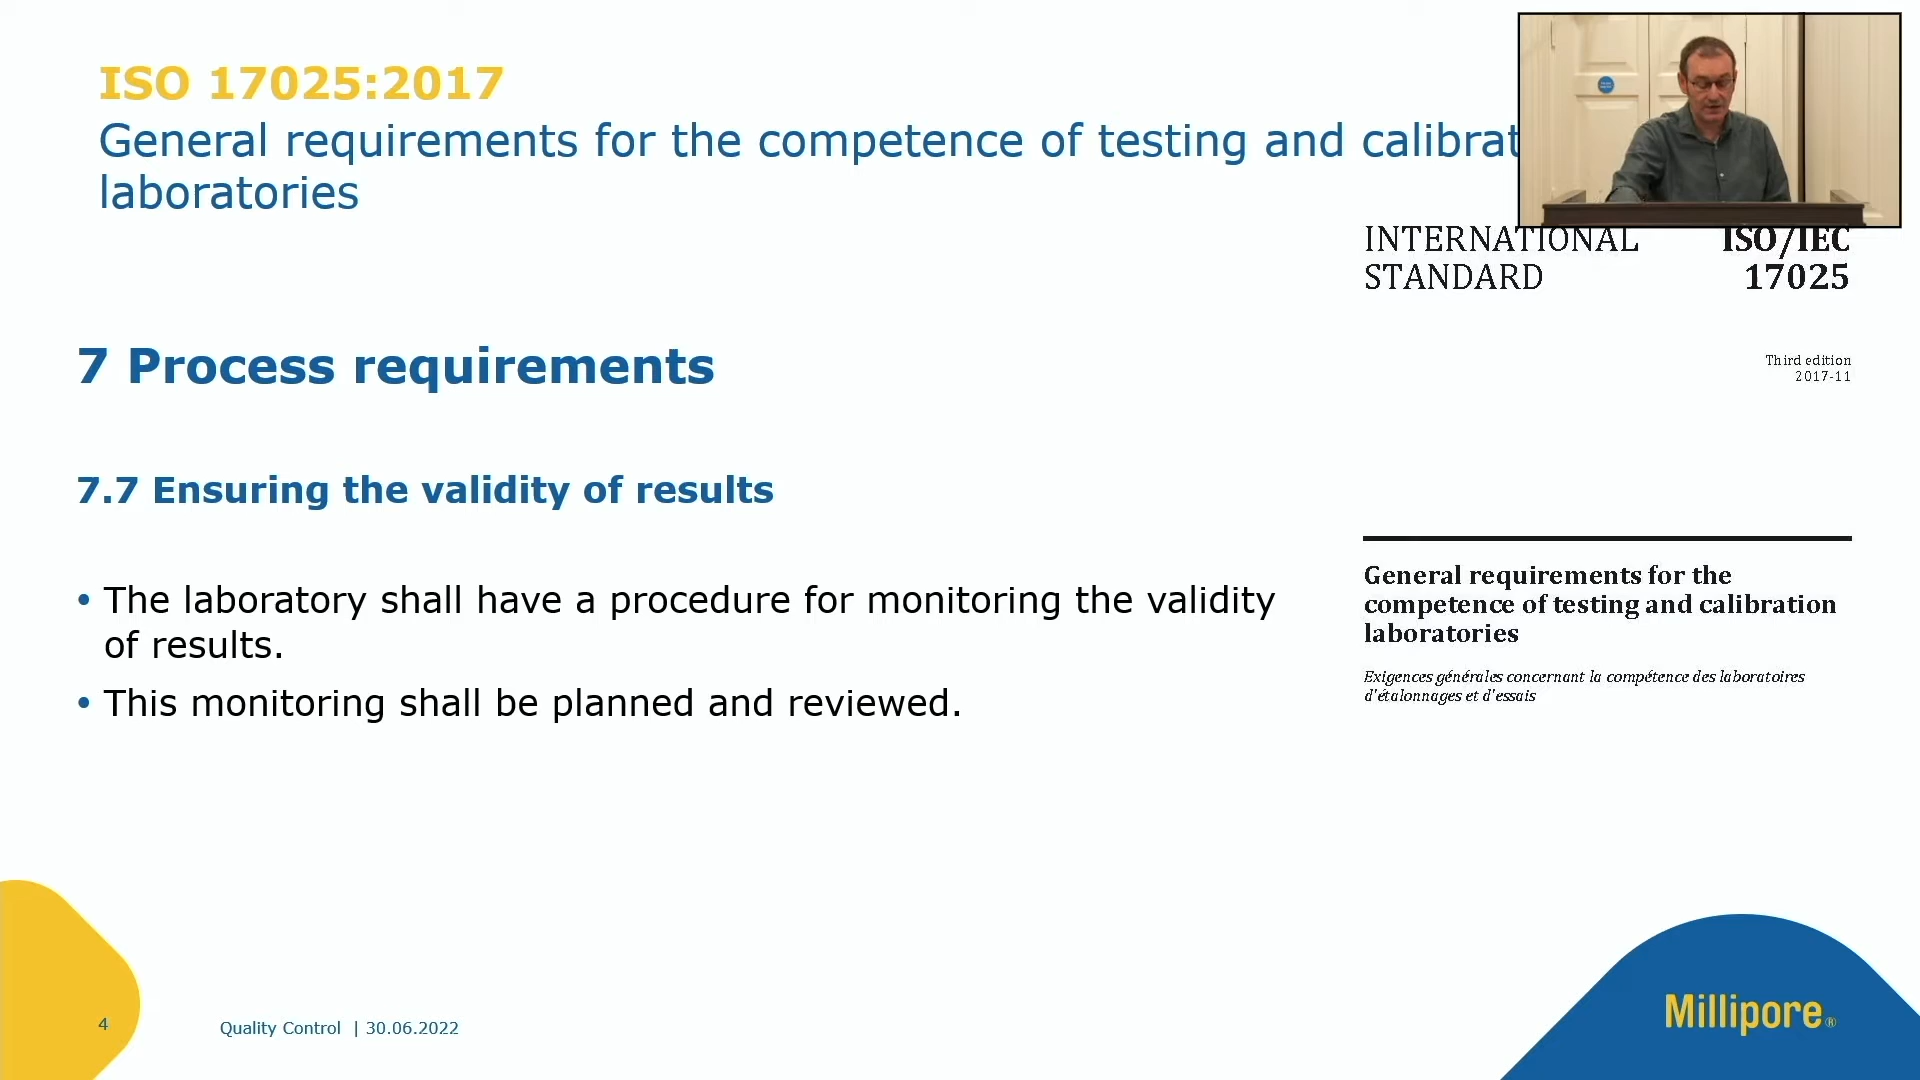 ISO 17025:2017
General requirements for the competence of testing and calibrat
laboratories
INTERNATIONAL
STANDARD
ISO/IEC
17025
Third edition
2017-11
7 Process requirements
7.7 Ensuring the validity of results
• The laboratory shall have a procedure for monitoring the validity
of results.
• This monitoring shall be planned and reviewed.
General requirements for the
competence of testing and calibration
laboratories
Exigences générales concernant la compétence des laboratoires
d'étalonnages et d'essais
4
Quality Control | 30.06.2022
Millipore®